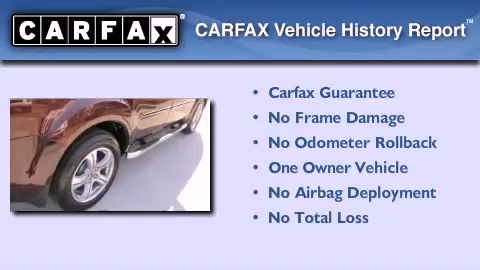 CARFAX® CARFAX Vehicle History Report™
• Carfax Guarantee
• No Frame Damage
• No Odometer Rollback
• One Owner Vehicle
• No Airbag Deployment
• No Total Loss